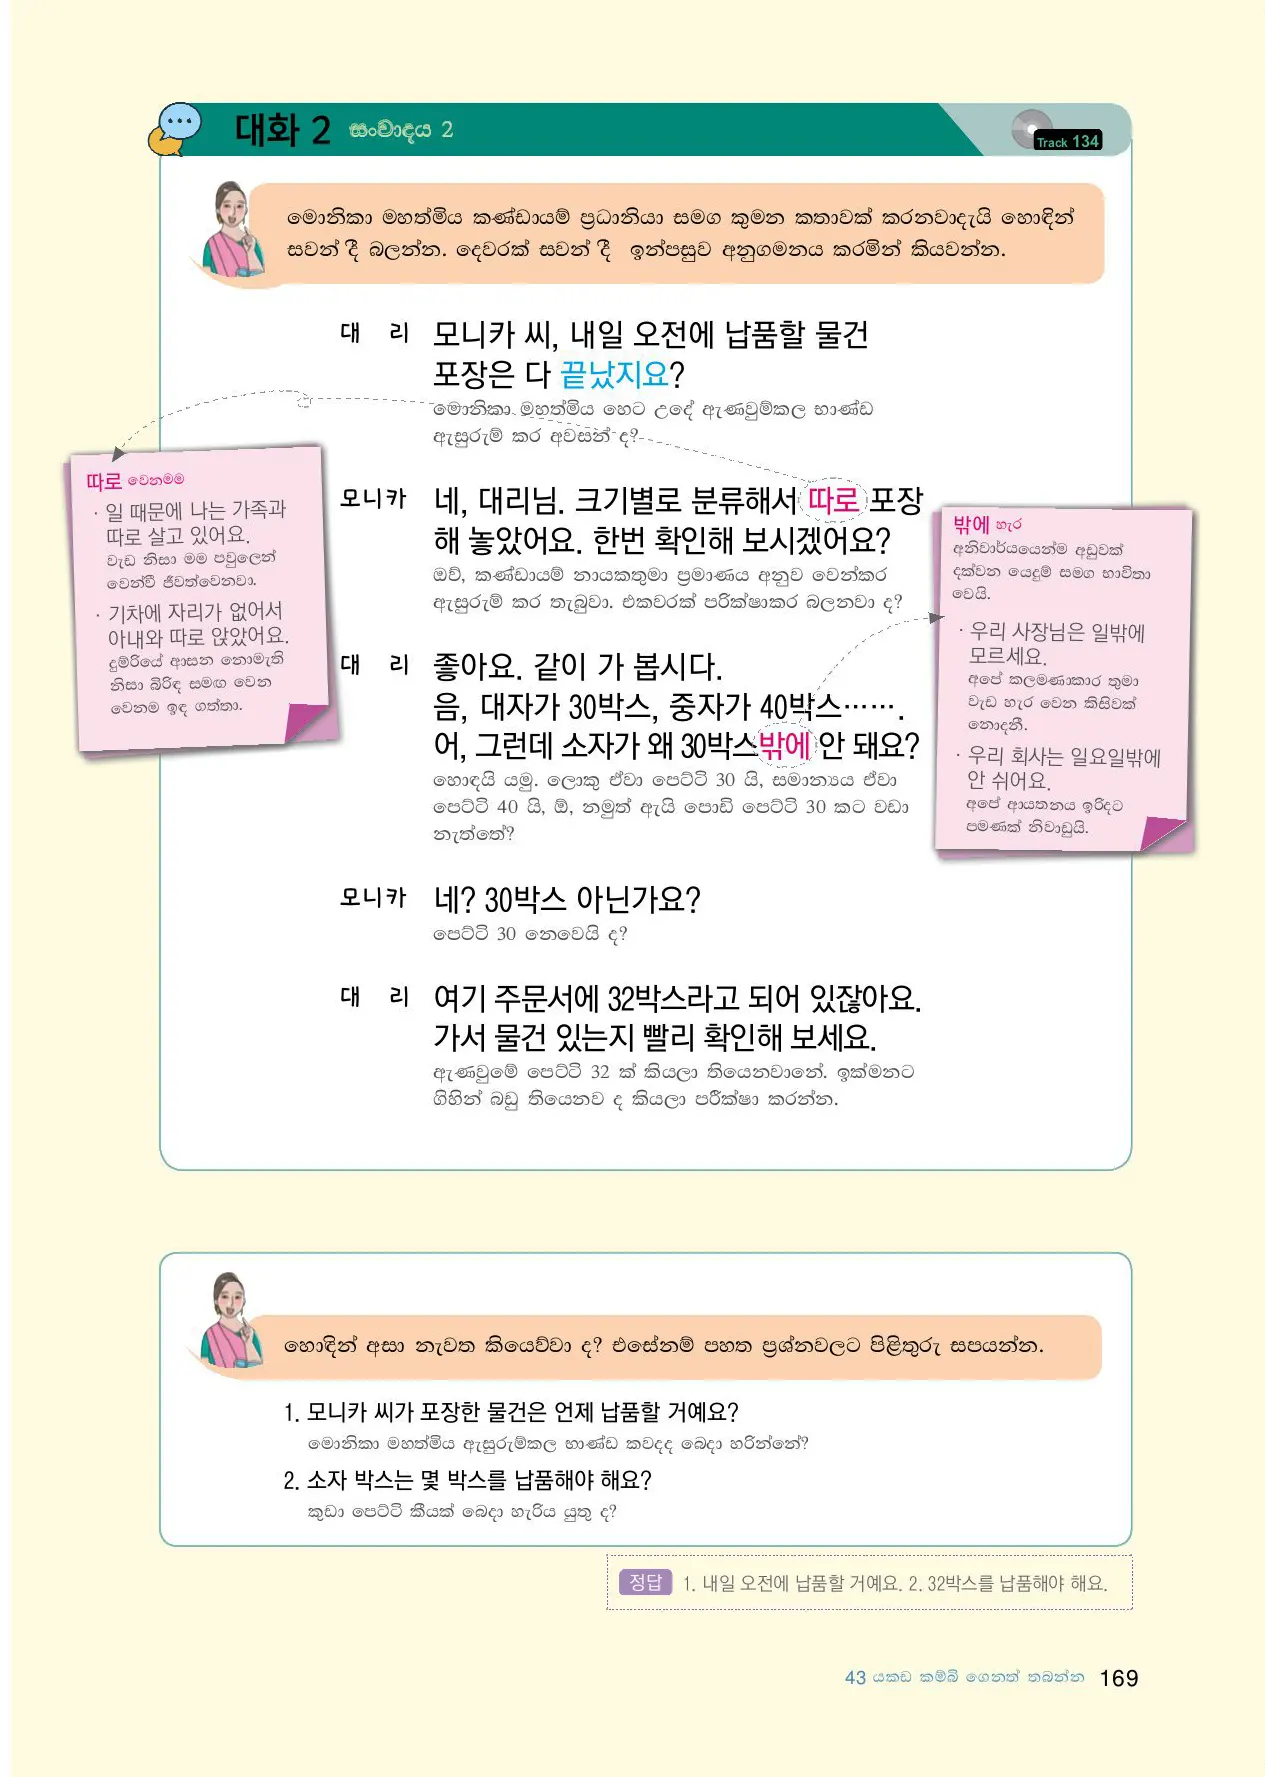 대화 2 සංවාදය 2
Track 134
මොනිකා මහත්මිය කණ්ඩායම් ප්‍රධානියා සමග කුමන කතාවක් කරනවාදැයි හොඳින්
සවන් දී බලන්න. දෙවරක් සවන් දී ඉන්පසුව අනුගමනය කරමින් කියවන්න.
대 리 모니카 씨, 내일 오전에 납품할 물건
포장은 다 끝났지요?
මොනිකා මහත්මිය හෙට උදේ ඇණවුම්කල භාණ්ඩ
ඇසුරුම් කර අවසන් ද?
모니카 네, 대리님. 크기별로 분류해서 따로 포장
해 놓았어요. 한번 확인해 보시겠어요?
ඔව්, කණ්ඩායම් නායකතුමා ප්‍රමාණය අනුව වෙන්කර
ඇසුරුම් කර තැබුවා. එකවරක් පරික්ෂාකර බලනවා ද?
대 리 좋아요. 같이 가 봅시다.
음, 대자가 30박스, 중자가 40박스…….
어, 그런데 소자가 왜 30박스밖에 안 돼요?
හොඳයි යමු. ලොකු ඒවා පෙට්ටි 30 යි, සමාන්‍යය ඒවා
පෙට්ටි 40 යි, ඕ, නමුත් ඇයි පොඩි පෙට්ටි 30 කට වඩා
නැත්තේ?
모니카 네? 30박스 아닌가요?
පෙට්ටි 30 නෙවෙයි ද?
대 리 여기 주문서에 32박스라고 되어 있잖아요.
가서 물건 있는지 빨리 확인해 보세요.
ඇණවුමේ පෙට්ටි 32 ක් කියලා තියෙනවානේ. ඉක්මනට
ගිහින් බඩු තියෙනව ද කියලා පරීක්ෂා කරන්න.
따로 වෙනමම
· 일 때문에 나는 가족과
따로 살고 있어요.
වැඩ නිසා මම පවුලෙන්
වෙන්වී ජීවත්වෙනවා.
· 기차에 자리가 없어서
아내와 따로 앉았어요.
දුම්රියේ ආසන නොමැති
නිසා බිරිඳ සමඟ වෙන
වෙනම ඉඳ ගත්තා.
밖에 හැර
අනිවාර්යයෙන්ම අඩුවක්
දක්වන යෙදුම් සමග භාවිතා
වෙයි.
· 우리 사장님은 일밖에
모르세요.
අපේ කලමණාකාර තුමා
වැඩ හැර වෙන කිසිවක්
නොදනී.
· 우리 회사는 일요일밖에
안 쉬어요.
අපේ ආයතනය ඉරිදට
පමණක් නිවාඩුයි.
හොඳින් අසා නැවත කියෙව්වා ද? එසේනම් පහත ප්‍රශ්නවලට පිළිතුරු සපයන්න.
1. 모니카 씨가 포장한 물건은 언제 납품할 거예요?
මොනිකා මහත්මිය ඇසුරුම්කල භාණ්ඩ කවදද බෙදා හරින්නේ?
2. 소자 박스는 몇 박스를 납품해야 해요?
කුඩා පෙට්ටි කීයක් බෙදා හැරිය යුතු ද?
정답 1. 내일 오전에 납품할 거예요. 2. 32박스를 납품해야 해요.
43 යකඩ කම්බි ගෙනත් තබන්න 169